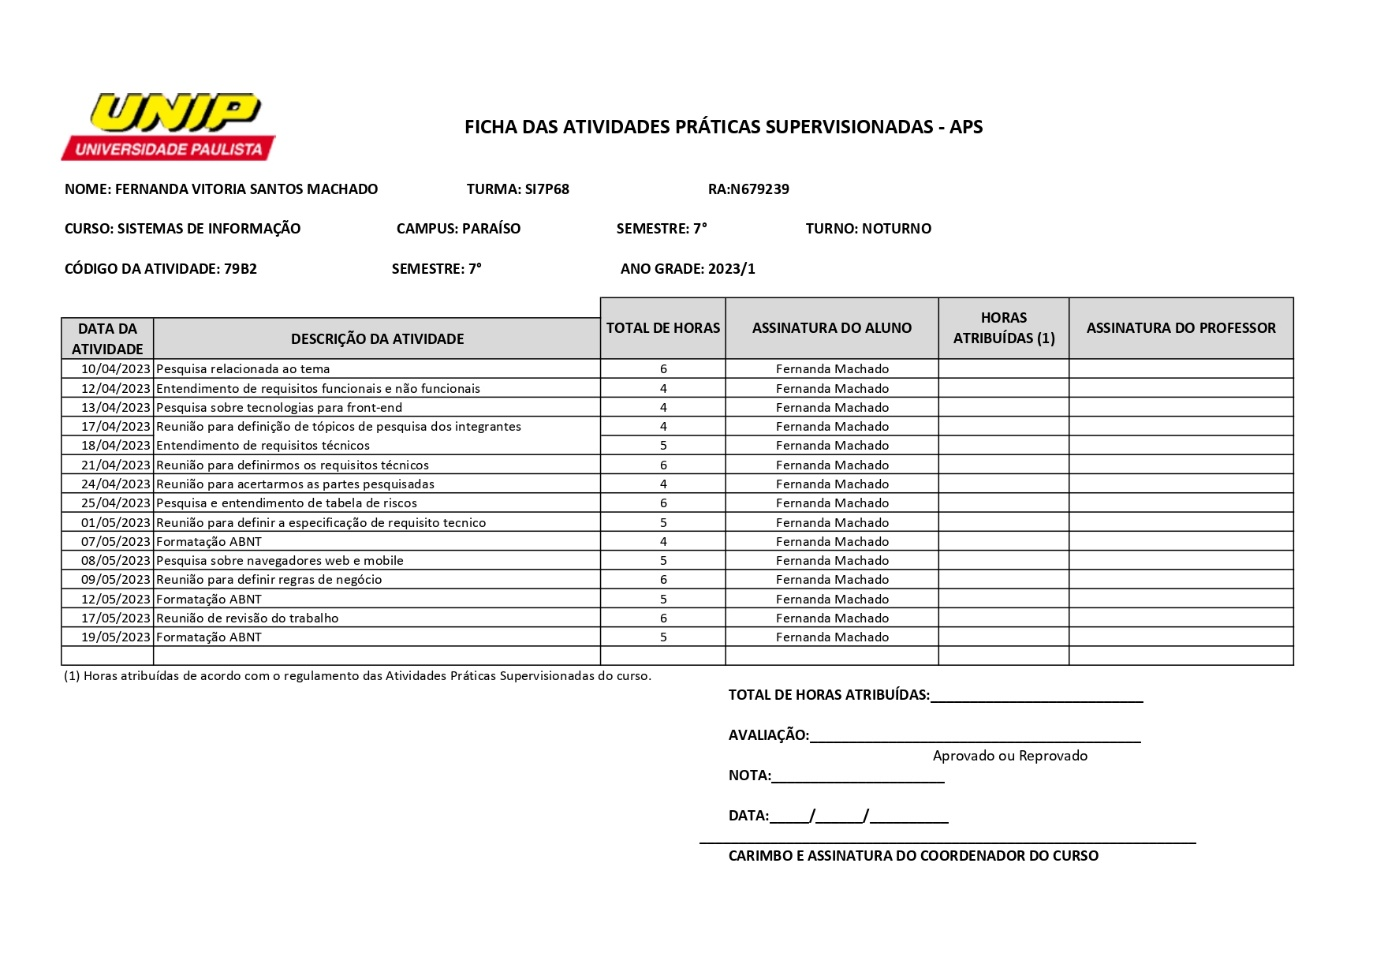 UNIP
UNIVERSIDADE PAULISTA
FICHA DAS ATIVIDADES PRÁTICAS SUPERVISIONADAS - APS
NOME: FERNANDA VITORIA SANTOS MACHADO TURMA: SI7P68 RA:N679239
CURSO: SISTEMAS DE INFORMAÇÃO CAMPUS: PARAÍSO SEMESTRE: 7° TURNO: NOTURNO
CÓDIGO DA ATIVIDADE: 79B2 SEMESTRE: 7° ANO GRADE: 2023/1
DATA DA ATIVIDADE DESCRIÇÃO DA ATIVIDADE TOTAL DE HORAS ASSINATURA DO ALUNO HORAS ATRIBUÍDAS (1) ASSINATURA DO PROFESSOR
10/04/2023 Pesquisa relacionada ao tema 6 Fernanda Machado
12/04/2023 Entendimento de requisitos funcionais e não funcionais 4 Fernanda Machado
13/04/2023 Pesquisa sobre tecnologias para front-end 4 Fernanda Machado
17/04/2023 Reunião para definição de tópicos de pesquisa dos integrantes 4 Fernanda Machado
18/04/2023 Entendimento de requisitos técnicos 5 Fernanda Machado
21/04/2023 Reunião para definirmos os requisitos técnicos 6 Fernanda Machado
24/04/2023 Reunião para acertarmos as partes pesquisadas 4 Fernanda Machado
25/04/2023 Pesquisa e entendimento de tabela de riscos 6 Fernanda Machado
01/05/2023 Reunião para definir a especificação de requisito tecnico 5 Fernanda Machado
07/05/2023 Formatação ABNT 4 Fernanda Machado
08/05/2023 Pesquisa sobre navegadores web e mobile 5 Fernanda Machado
09/05/2023 Reunião para definir regras de negócio 6 Fernanda Machado
12/05/2023 Formatação ABNT 5 Fernanda Machado
17/05/2023 Reunião de revisão do trabalho 6 Fernanda Machado
19/05/2023 Formatação ABNT 5 Fernanda Machado
(1) Horas atribuídas de acordo com o regulamento das Atividades Práticas Supervisionadas do curso.
TOTAL DE HORAS ATRIBUÍDAS:___________________________
AVALIAÇÃO:__________________________________________
Aprovado ou Reprovado
NOTA:______________________
DATA:_____/______/__________
CARIMBO E ASSINATURA DO COORDENADOR DO CURSO